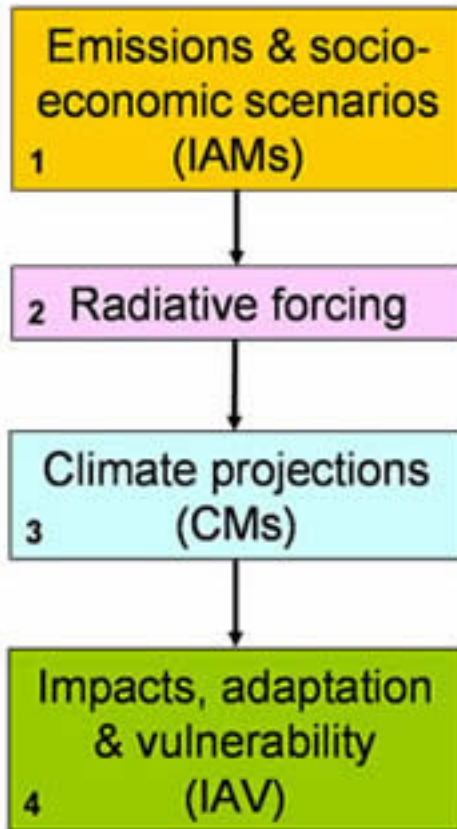 Emissions & socio-
economic scenarios
(IAMs)
1
2 Radiative forcing
Climate projections
(CMs)
3
Impacts, adaptation
& vulnerability
(IAV)
4